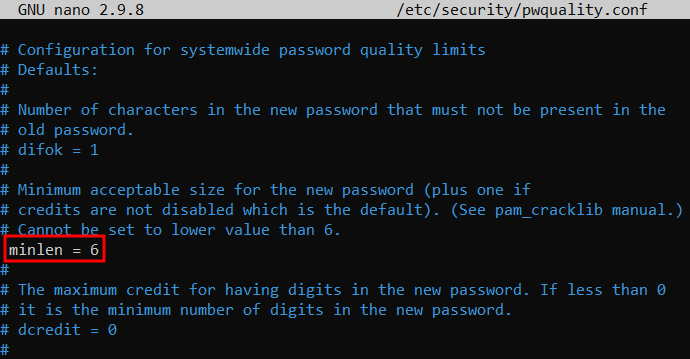 GNU nano 2.9.8 /etc/security/pwquality.conf
# Configuration for systemwide password quality limits
# Defaults:
#
# Number of characters in the new password that must not be present in the
# old password.
# difok = 1
#
# Minimum acceptable size for the new password (plus one if
# credits are not disabled which is the default). (See pam_cracklib manual.)
# Cannot be set to lower value than 6.
minlen = 6
#
# The maximum credit for having digits in the new password. If less than 0
# it is the minimum number of digits in the new password.
# dcredit = 0
#